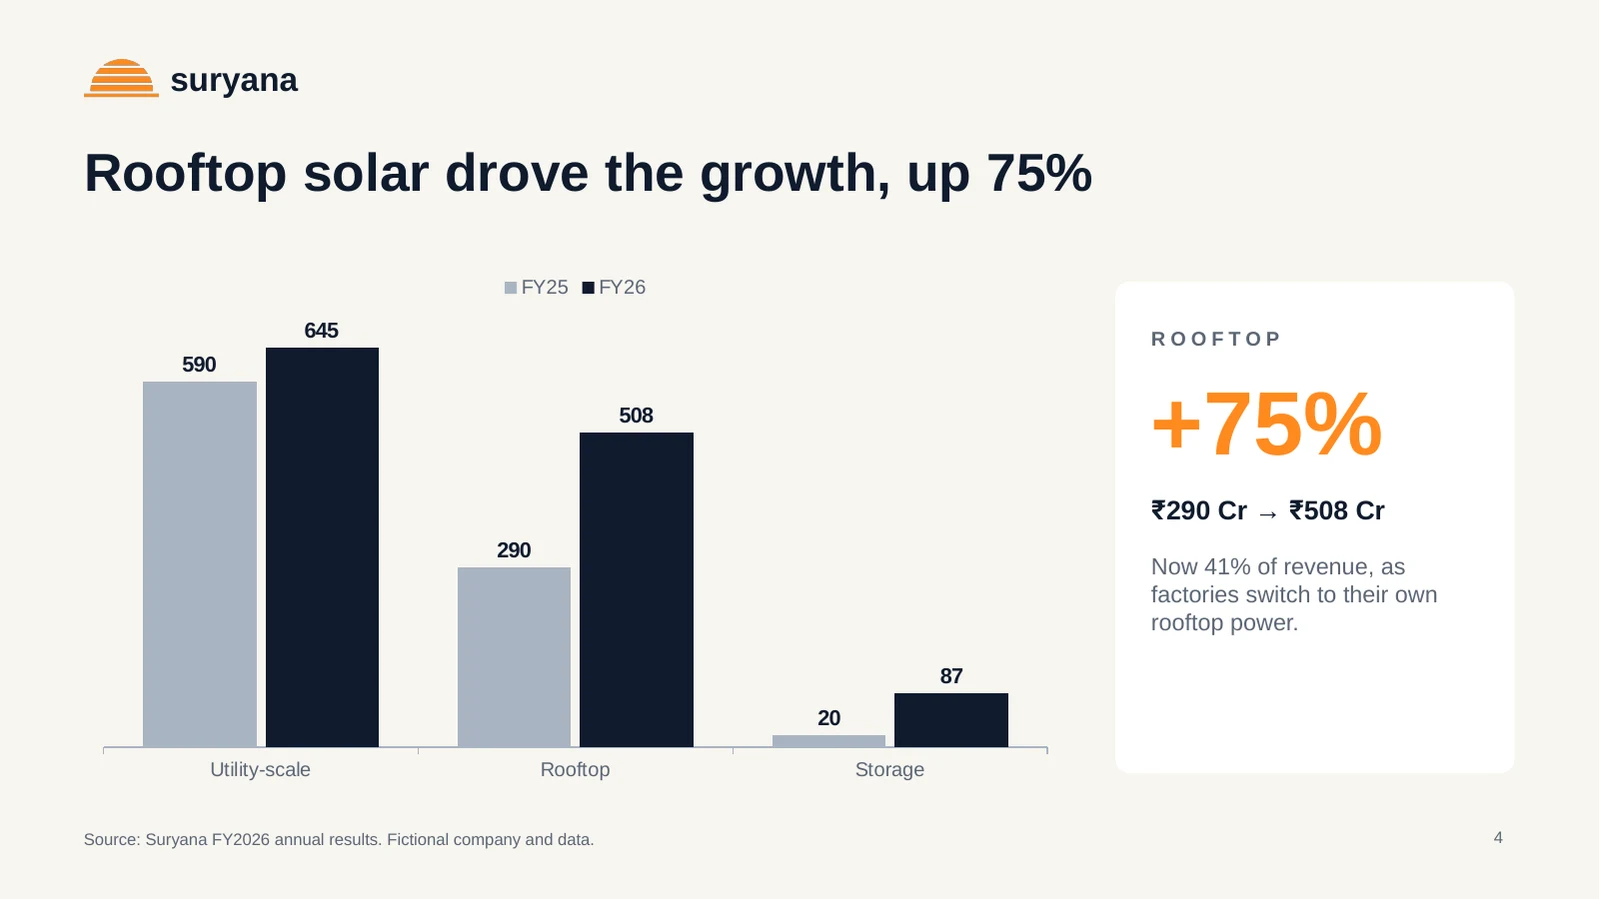 suryana
Rooftop solar drove the growth, up 75%
FY25 FY26
590
645
290
508
20
87
Utility-scale
Rooftop
Storage
ROOFTOP
+75%
₹290 Cr → ₹508 Cr
Now 41% of revenue, as
factories switch to their own
rooftop power.
Source: Suryana FY2026 annual results. Fictional company and data.
4